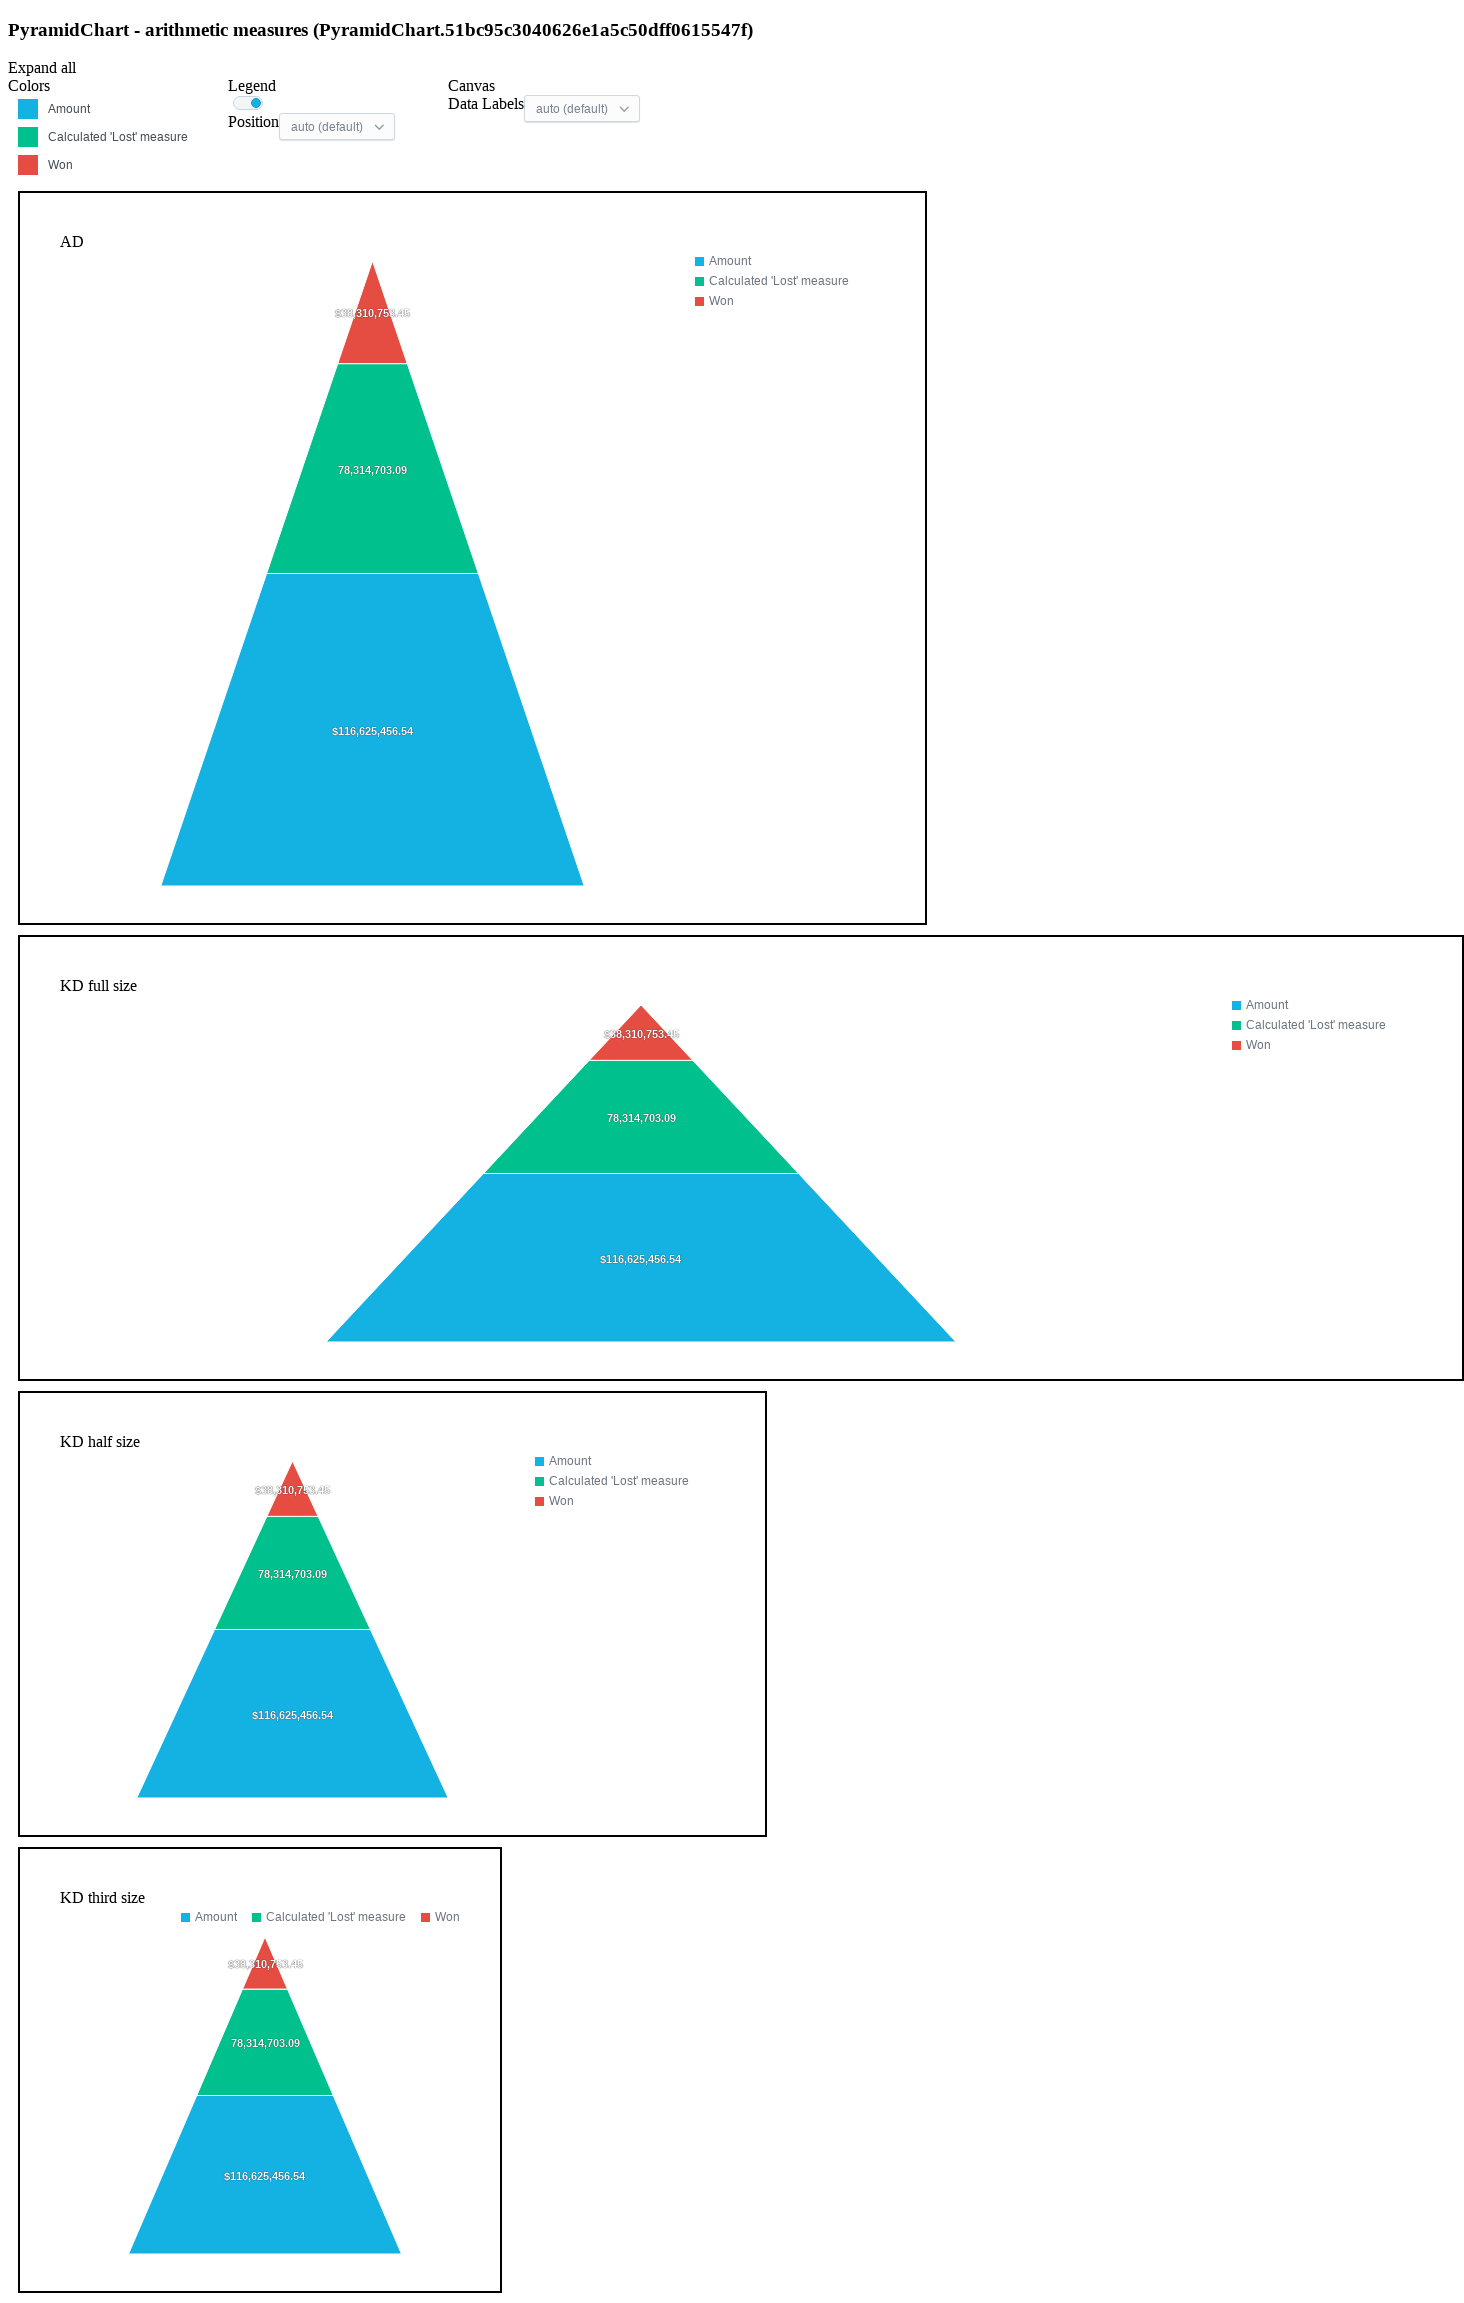 PyramidChart - arithmetic measures (PyramidChart.51bc95c3040626e1a5c50dff0615547f)
Expand all
Colors
Amount
Calculated 'Lost' measure
Won
Legend
Position auto (default)
Canvas
Data Labels auto (default)
AD
Amount
Calculated 'Lost' measure
Won
$38,310,753.45
78,314,703.09
$116,625,456.54
KD full size
Amount
Calculated 'Lost' measure
Won
$38,310,753.45
78,314,703.09
$116,625,456.54
KD half size
Amount
Calculated 'Lost' measure
Won
$38,310,753.45
78,314,703.09
$116,625,456.54
KD third size
Amount Calculated 'Lost' measure Won
$38,310,753.45
78,314,703.09
$116,625,456.54